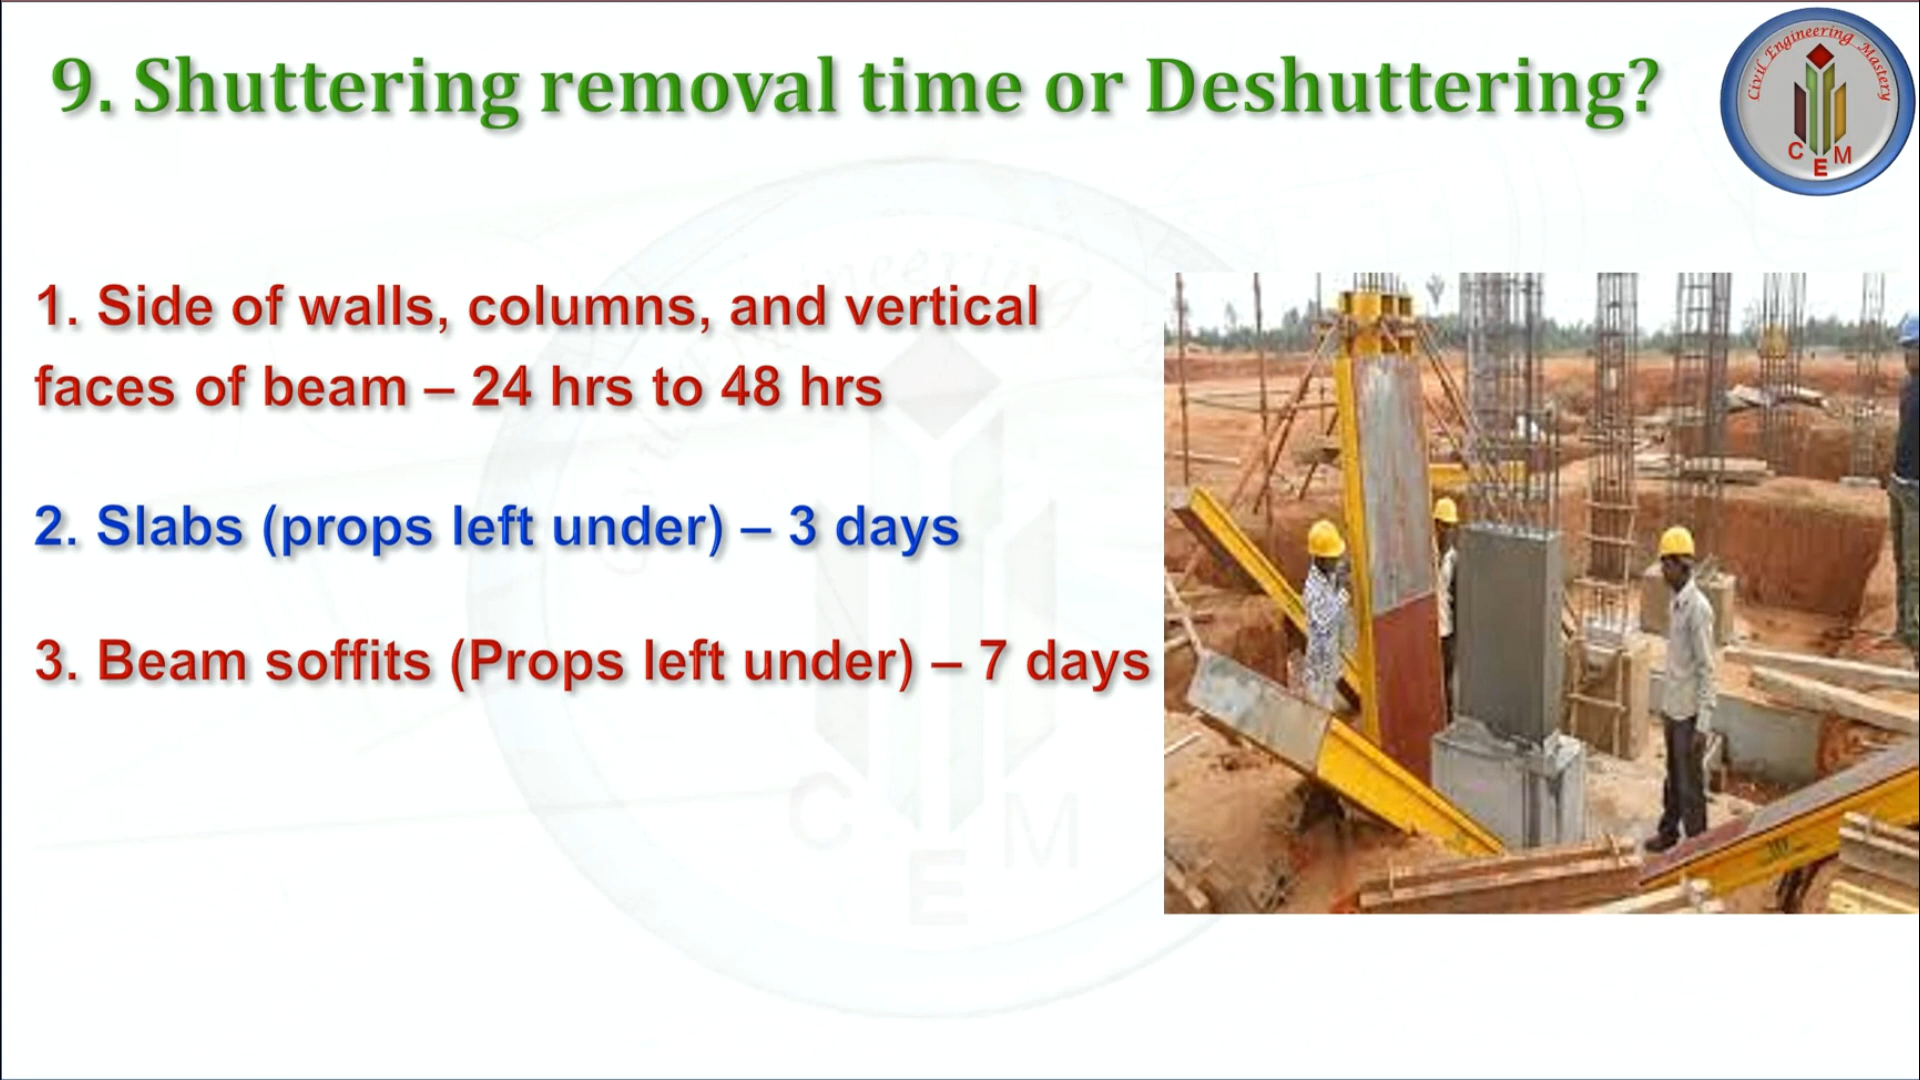 9. Shuttering removal time or Deshuttering?
Civil Engineering Mastery
C E M
1. Side of walls, columns, and vertical
faces of beam – 24 hrs to 48 hrs
2. Slabs (props left under) – 3 days
3. Beam soffits (Props left under) – 7 days
C E M